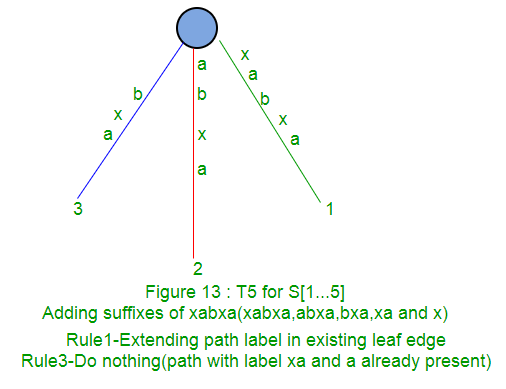 b
x
a
3
a
b
x
a
2
x
a
b
x
a
1
Figure 13 : T5 for S[1...5]
Adding suffixes of xabxa(xabxa,abxa,bxa,xa and x)
Rule1-Extending path label in existing leaf edge
Rule3-Do nothing(path with label xa and a already present)